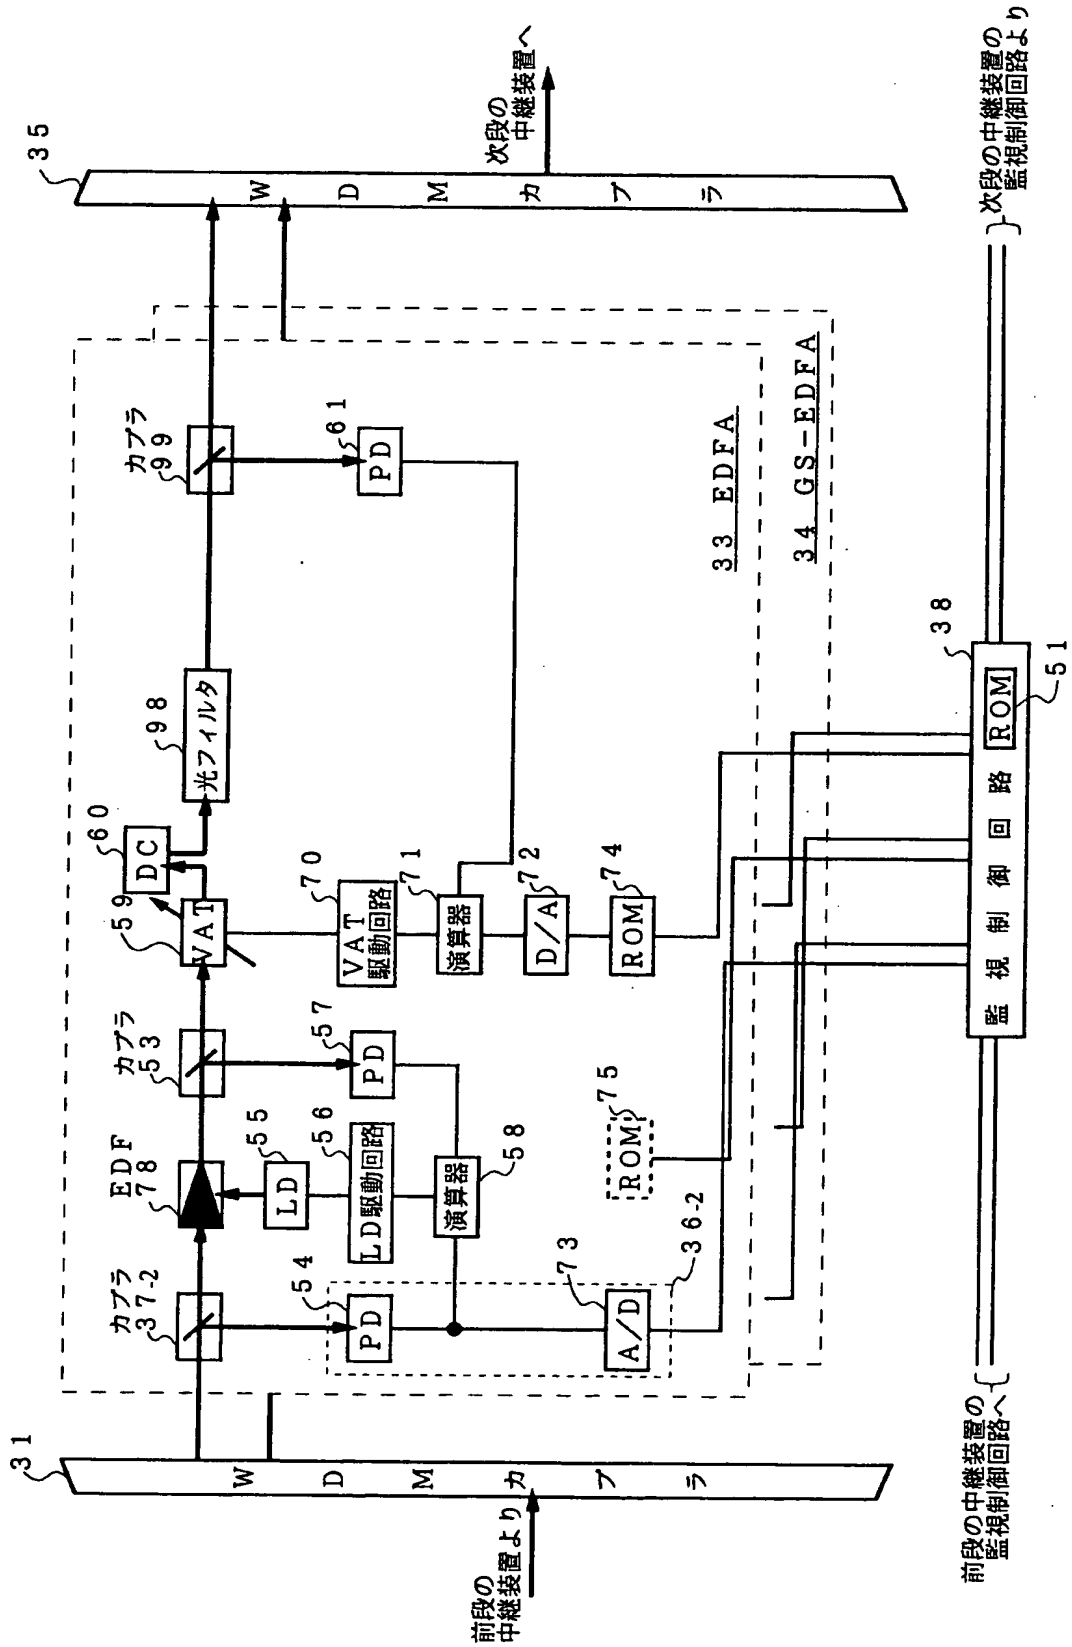 前段の
中継装置より
31
WDMカプラ
カプラ
37-2
EDF
78
カプラ
53
59
VAT
60
DC
98
光フィルタ
カプラ
99
35
WDMカプラ
次段の
中継装置へ
54
PD
55
LD
56
LD駆動回路
57
PD
58
演算器
70
VAT
駆動回路
71
演算器
72
D/A
74
ROM
61
PD
73
A/D
36-2
75
ROM
33 EDFA
34 GS-EDFA
38
監視制御回路
ROM
51
前段の中継装置の
監視制御回路へ
次段の中継装置の
監視制御回路より